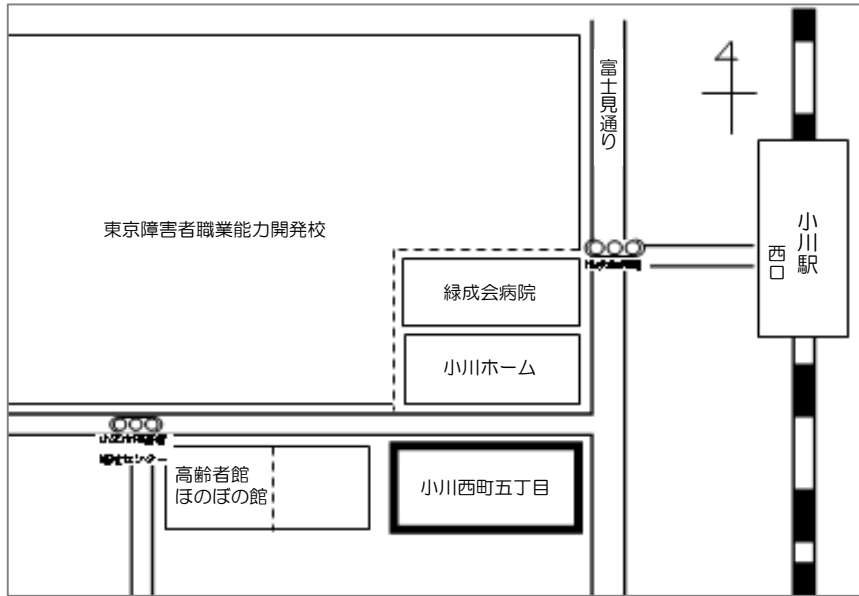 富士見通り
小川駅
西口
東京障害者職業能力開発校
緑成会病院
小川ホーム
高齢者館
ほのぼの館
小川西町五丁目